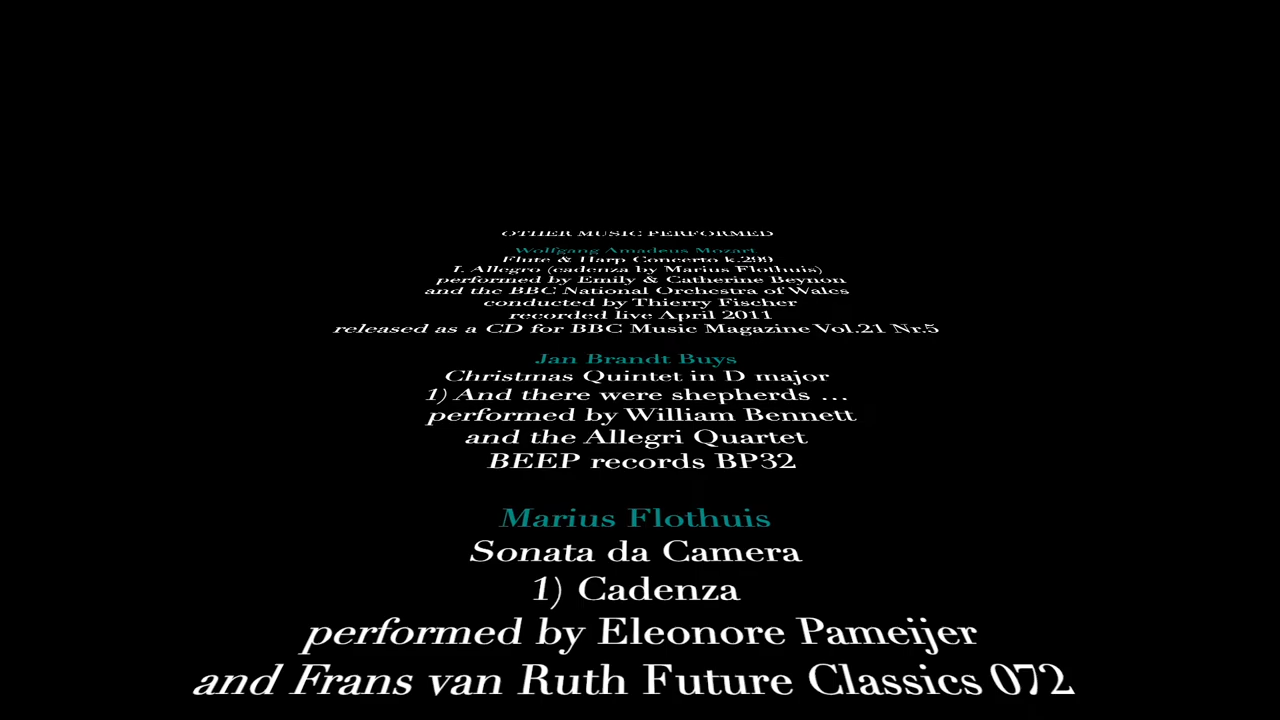 OTHER MUSIC PERFORMED
Wolfgang Amadeus Mozart
Flute & Harp Concerto k.299
I. Allegro (cadenza by Marius Flothuis)
performed by Emily & Catherine Beynon
and the BBC National Orchestra of Wales
conducted by Thierry Fischer
recorded live April 2011
released as a CD for BBC Music Magazine Vol.21 Nr.5
Jan Brandt Buys
Christmas Quintet in D major
1) And there were shepherds ...
performed by William Bennett
and the Allegri Quartet
BEEP records BP32
Marius Flothuis
Sonata da Camera
1) Cadenza
performed by Eleonore Pameijer
and Frans van Ruth Future Classics 072